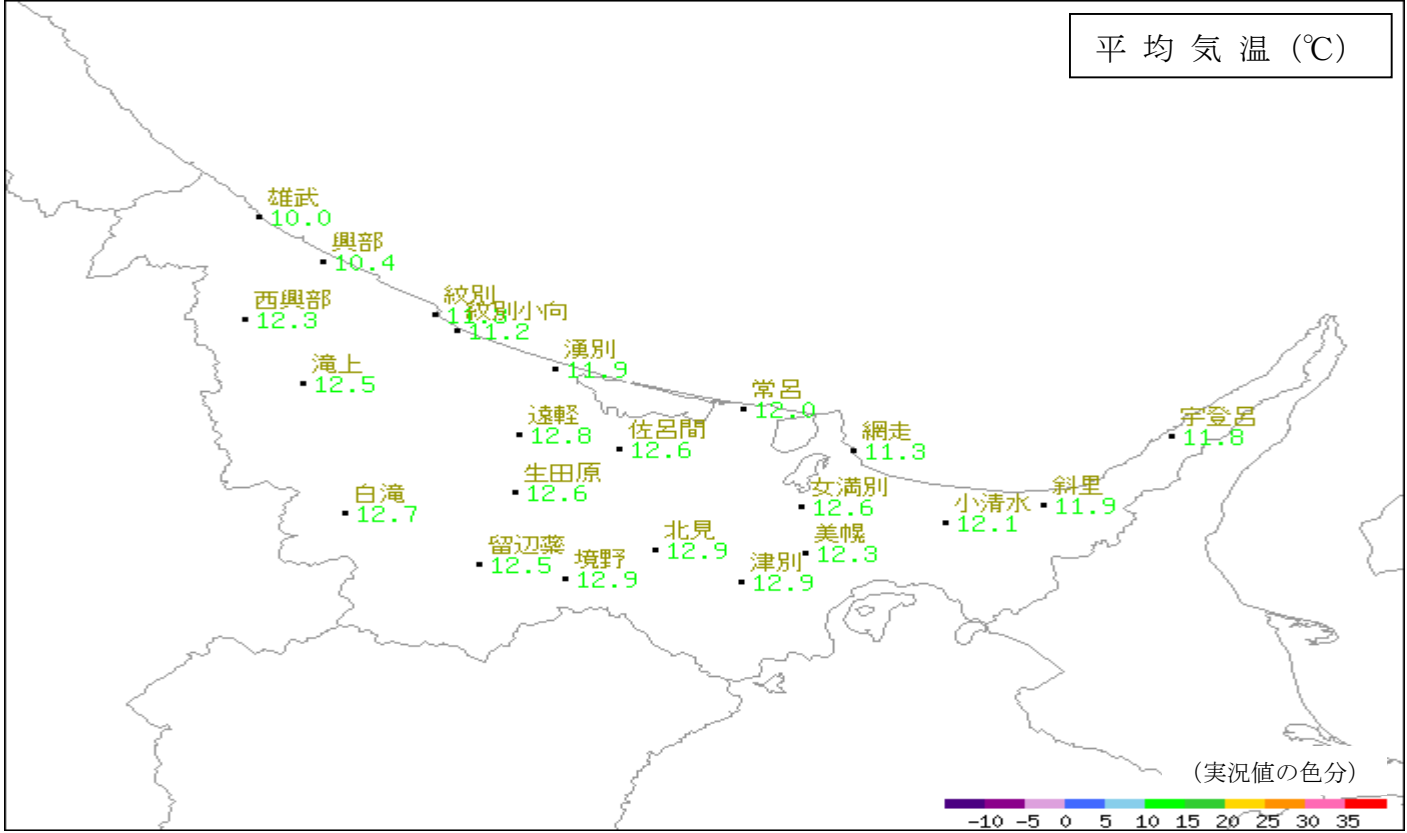 平均気温(℃)
雄武
10.0
興部
10.4
西興部
12.3
紋別
紋別小向
11.2
滝上
12.5
湧別
11.9
常呂
12.0
遠軽
12.8
佐呂間
12.6
網走
11.3
宇登呂
11.8
生田原
12.6
白滝
12.7
女満別
12.6
小清水
12.1
斜里
11.9
北見
12.9
美幌
12.3
留辺蘂
12.5
境野
12.9
津別
12.9
(実況値の色分)
-10 -5 0 5 10 15 20 25 30 35